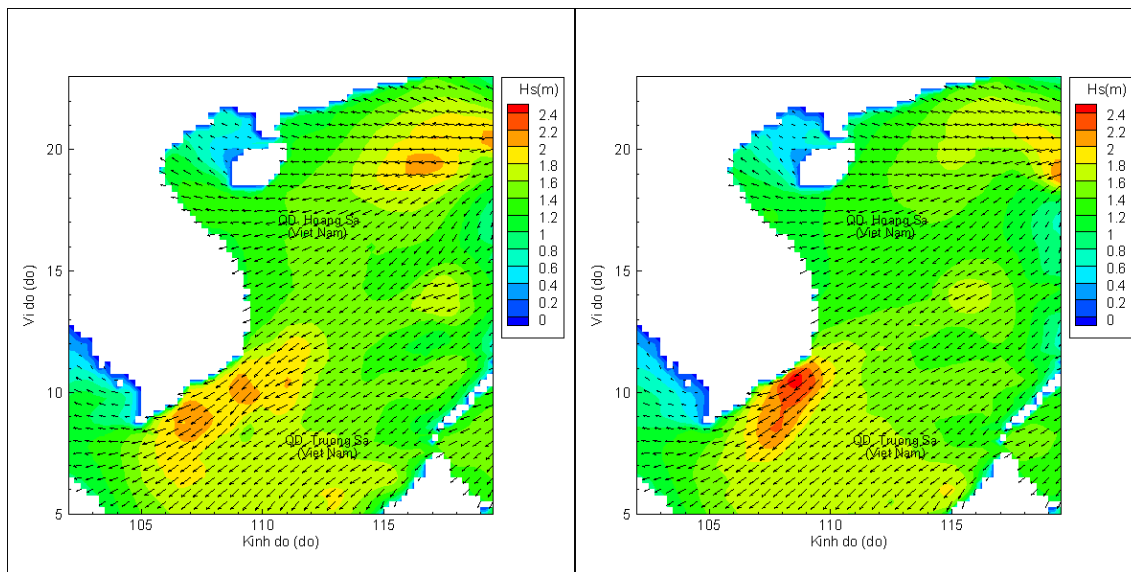 Hs(m)
2.4
2.2
2
1.8
1.6
1.4
1.2
1
0.8
0.6
0.4
0.2
0
20
15
10
5
Vi do (do)
QD. Hoang Sa
(Viet Nam)
QD. Truong Sa
(Viet Nam)
105
110
115
Kinh do (do)
Hs(m)
2.4
2.2
2
1.8
1.6
1.4
1.2
1
0.8
0.6
0.4
0.2
0
20
15
10
5
Vi do (do)
QD. Hoang Sa
(Viet Nam)
QD. Truong Sa
(Viet Nam)
105
110
115
Kinh do (do)